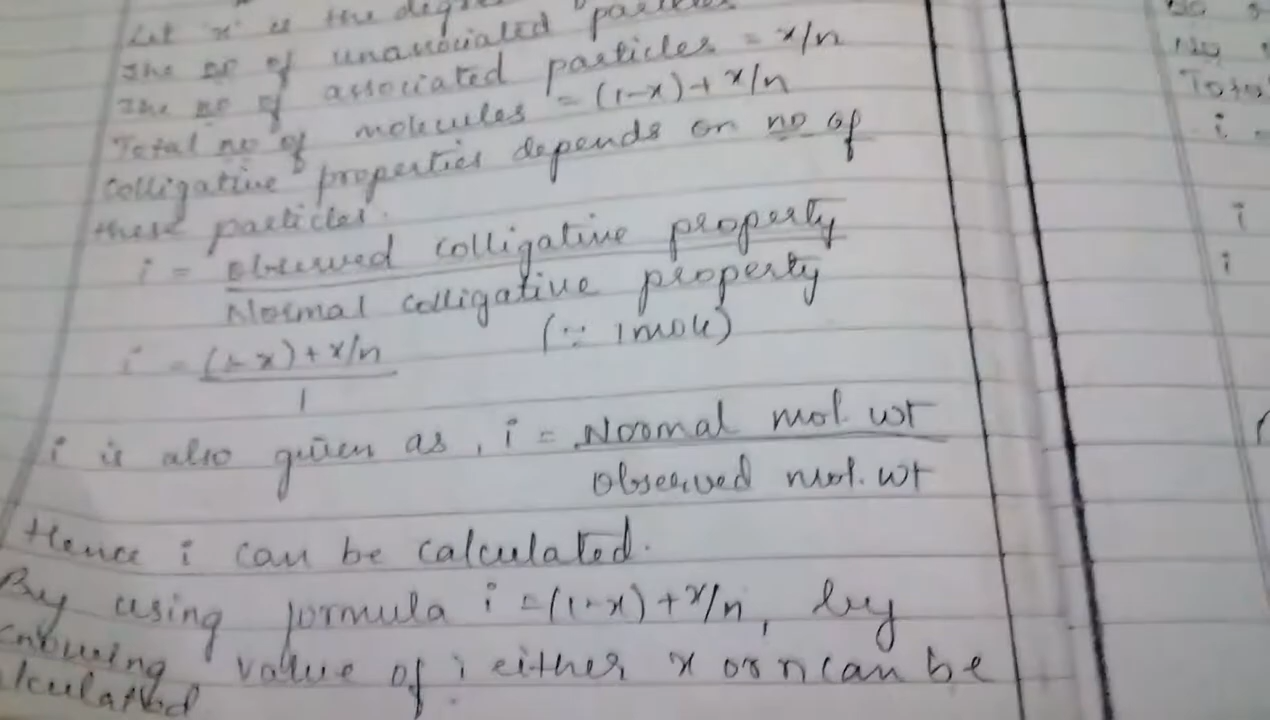 Let 'x' is the degree
The no of unassociated particles
The no of associated particles = x/n
Total no of molecules = (1-x)+x/n
Colligative properties depends on no of
these particles.
i = Observed colligative property
Normal colligative property
i = (1-x)+x/n (∵ 1mole)
1
i is also given as, i = Normal mol. wt
Observed mol. wt
Hence i can be calculated.
By using formula i =(1-x)+x/n, by
knowing value of i either x or n can be
calculated
No
Total
i
i
i